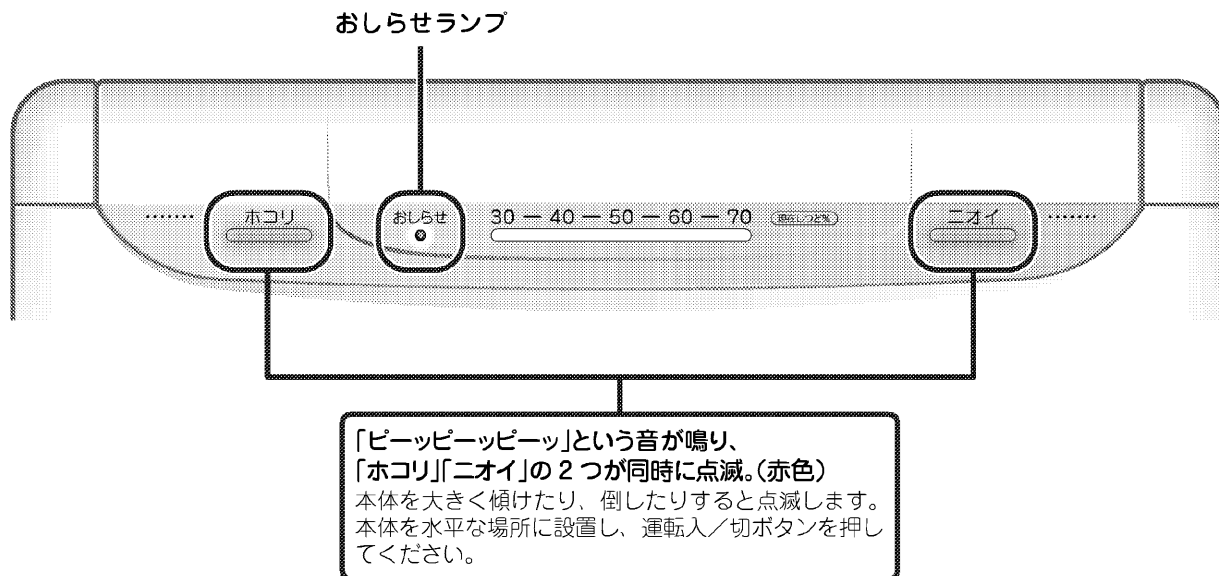 おしらせランプ
ホコリ
おしらせ
30 — 40 — 50 — 60 — 70
現在しつど%
ニオイ
「ピーッピーッピーッ」という音が鳴り、
「ホコリ」「ニオイ」の 2 つが同時に点滅。(赤色)
本体を大きく傾けたり、倒したりすると点滅します。
本体を水平な場所に設置し、運転入／切ボタンを押し
てください。